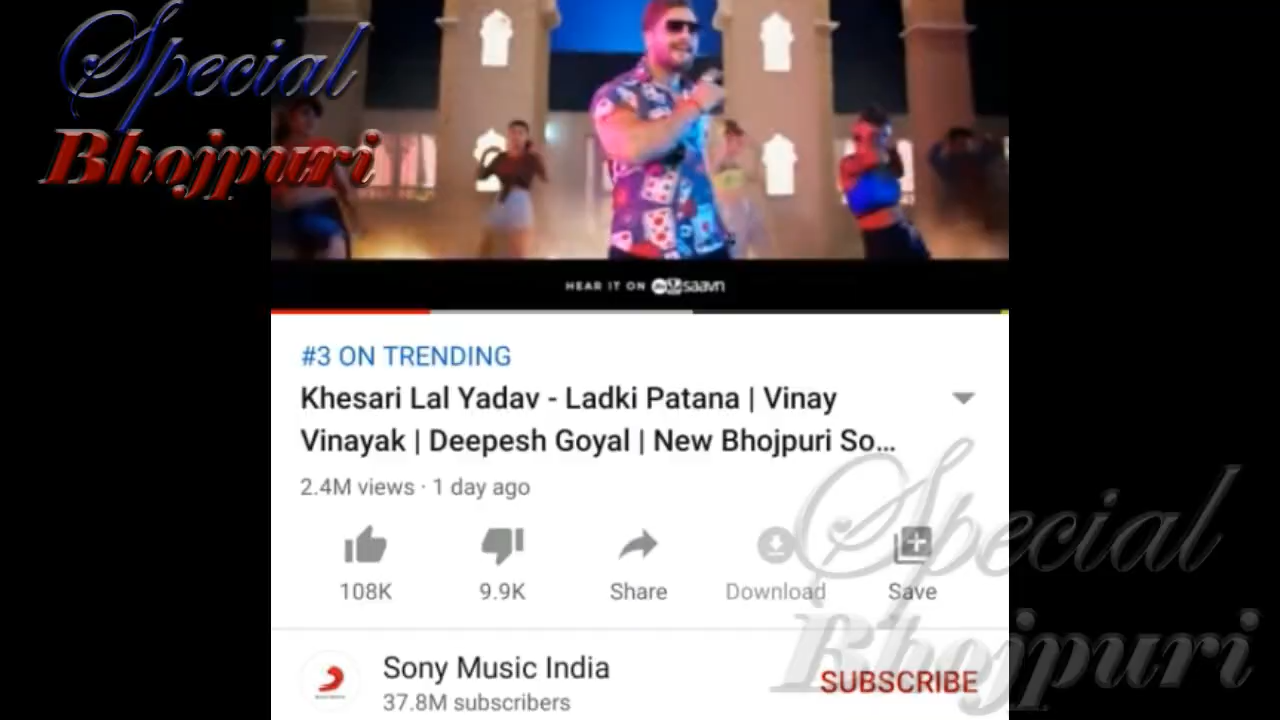 Special
Bhojpuri
HEAR IT ON saavn
#3 ON TRENDING
Khesari Lal Yadav - Ladki Patana | Vinay
Vinayak | Deepesh Goyal | New Bhojpuri So...
2.4M views · 1 day ago
108K 9.9K Share Download Save
Sony Music India
37.8M subscribers
SUBSCRIBE
Special
Bhojpuri